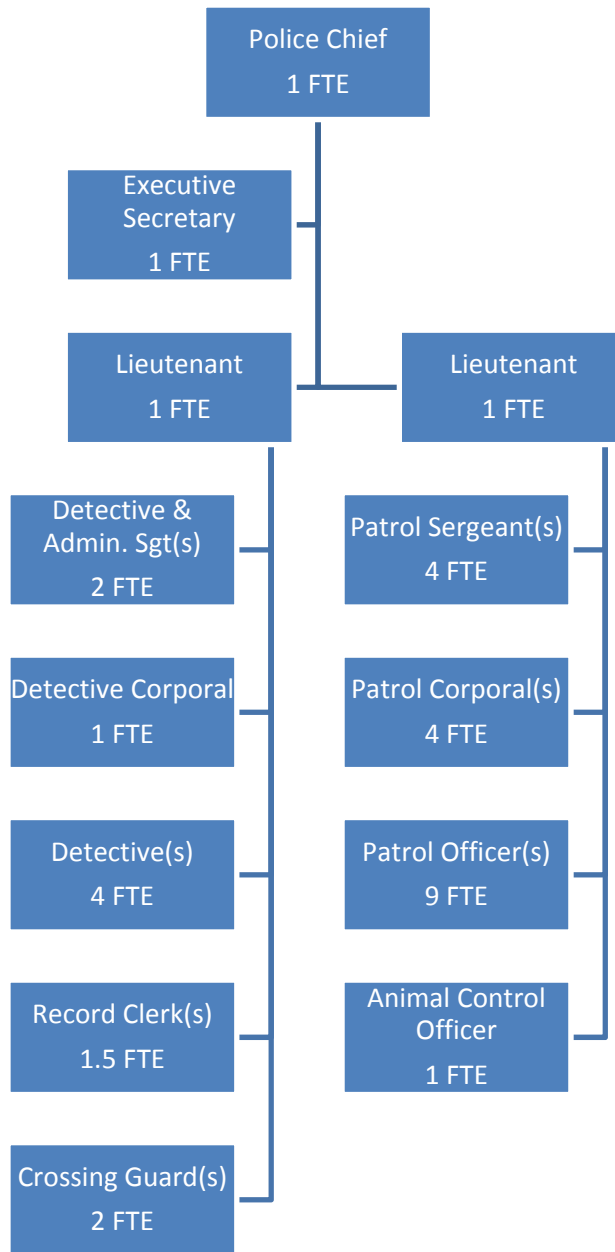 Police Chief
1 FTE
Executive
Secretary
1 FTE
Lieutenant
1 FTE
Lieutenant
1 FTE
Detective &
Admin. Sgt(s)
2 FTE
Patrol Sergeant(s)
4 FTE
Detective Corporal
1 FTE
Patrol Corporal(s)
4 FTE
Detective(s)
4 FTE
Patrol Officer(s)
9 FTE
Record Clerk(s)
1.5 FTE
Animal Control
Officer
1 FTE
Crossing Guard(s)
2 FTE